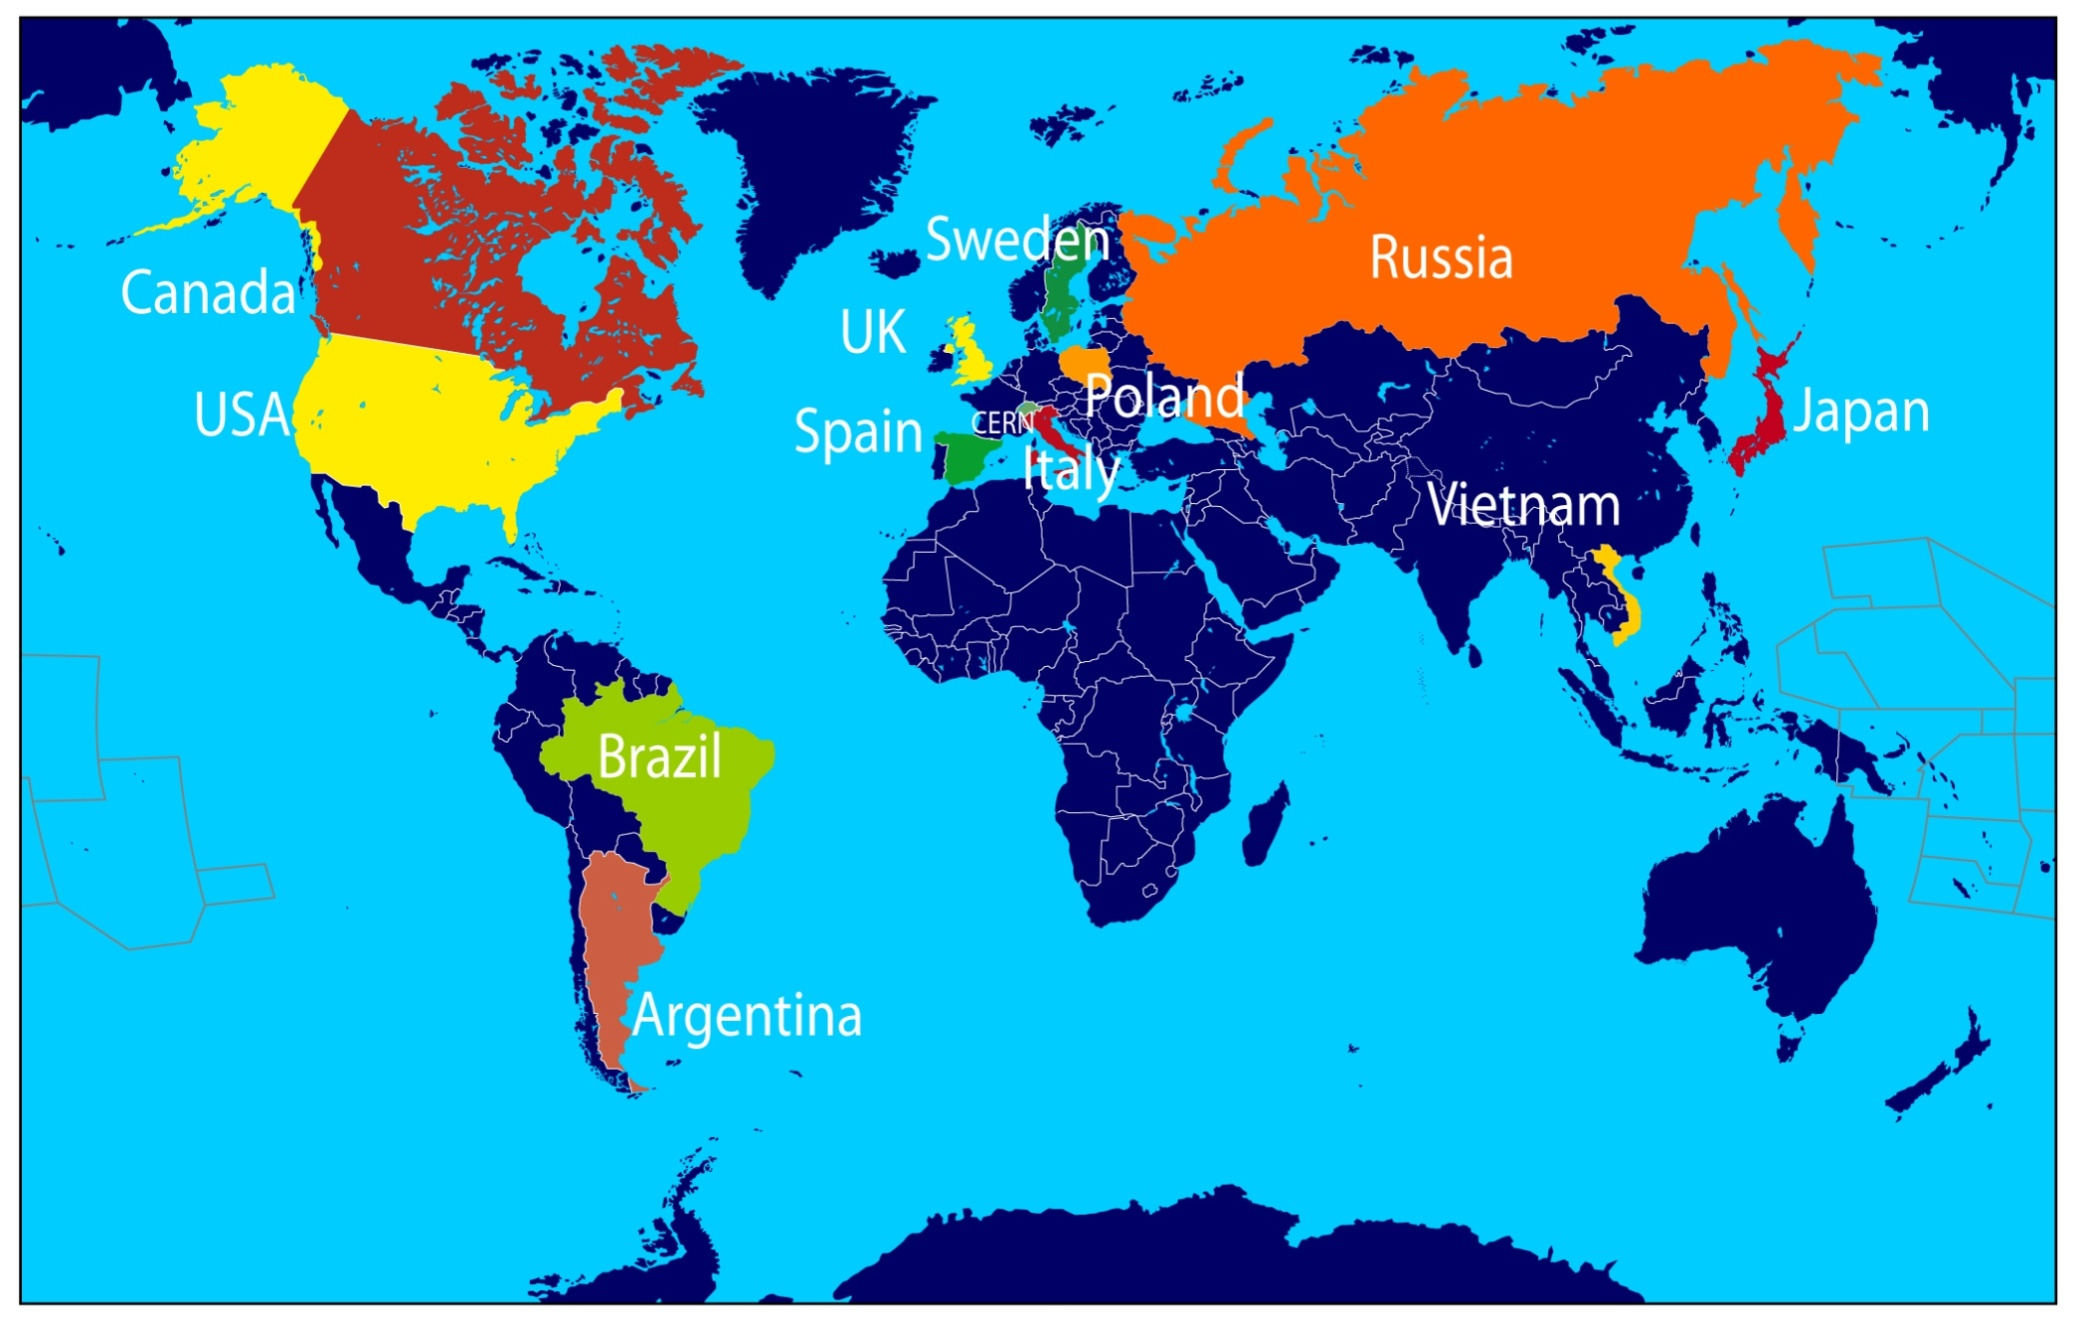 Sweden
Russia
Canada
UK
USA
Poland
Japan
Spain
CERN
Italy
Vietnam
Brazil
Argentina